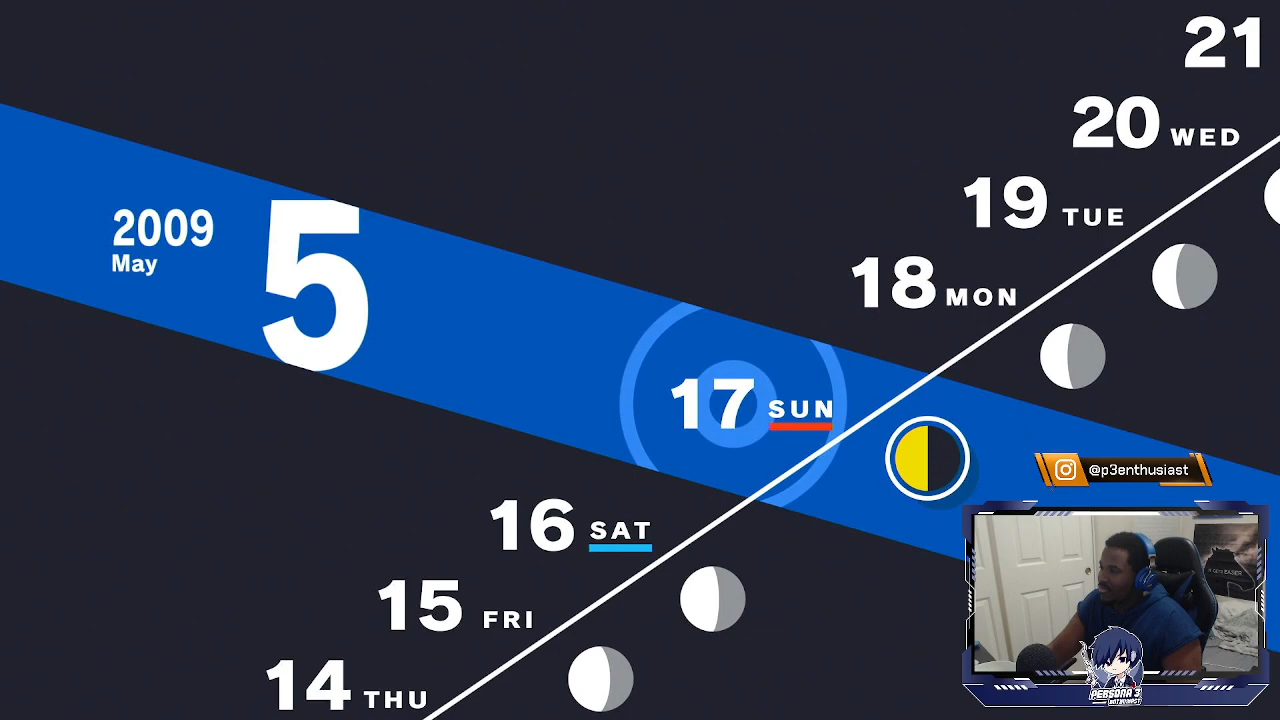 21
20 WED
19 TUE
2009
May
5
18 MON
17 SUN
@p3enthusiast
16 SAT
15 FRI
14 THU
PERSONA 3
ENTHUSIAST